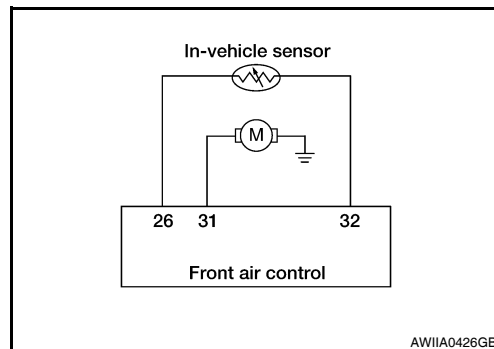 In-vehicle sensor
M
26 31 32
Front air control
AWIIA0426GB